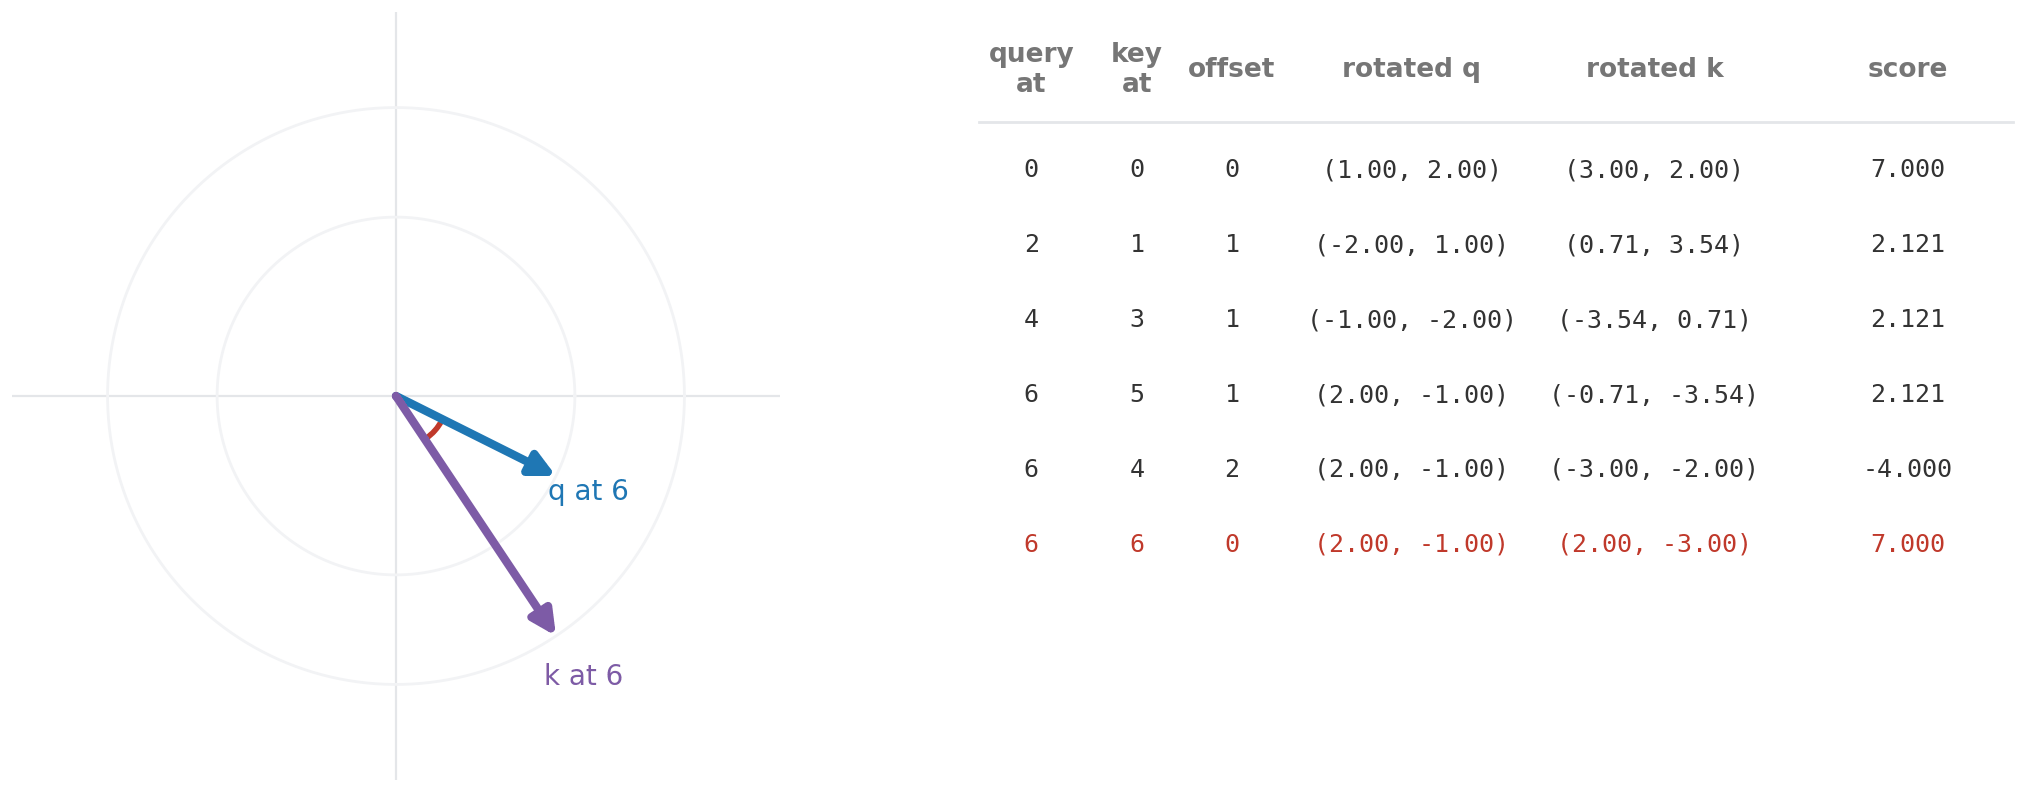 query at key at offset rotated q rotated k score
0 0 0 (1.00, 2.00) (3.00, 2.00) 7.000
2 1 1 (-2.00, 1.00) (0.71, 3.54) 2.121
4 3 1 (-1.00, -2.00) (-3.54, 0.71) 2.121
6 5 1 (2.00, -1.00) (-0.71, -3.54) 2.121
6 4 2 (2.00, -1.00) (-3.00, -2.00) -4.000
6 6 0 (2.00, -1.00) (2.00, -3.00) 7.000
q at 6
k at 6